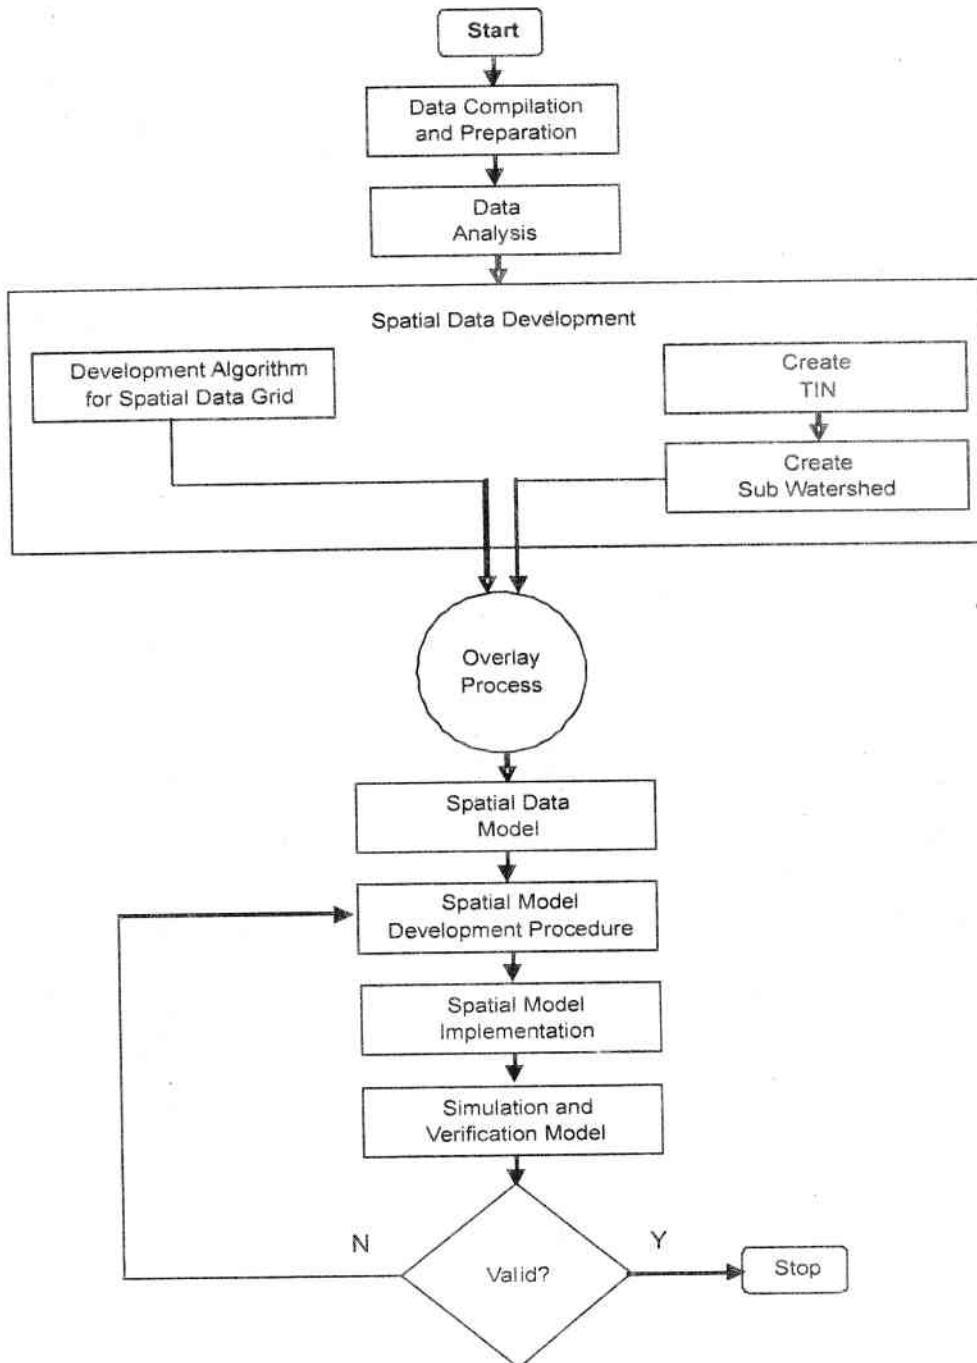 Start
Data Compilation
and Preparation
Data
Analysis
Spatial Data Development
Development Algorithm
for Spatial Data Grid
Create
TIN
Create
Sub Watershed
Overlay
Process
Spatial Data
Model
Spatial Model
Development Procedure
Spatial Model
Implementation
Simulation and
Verification Model
N
Y
Valid?
Stop